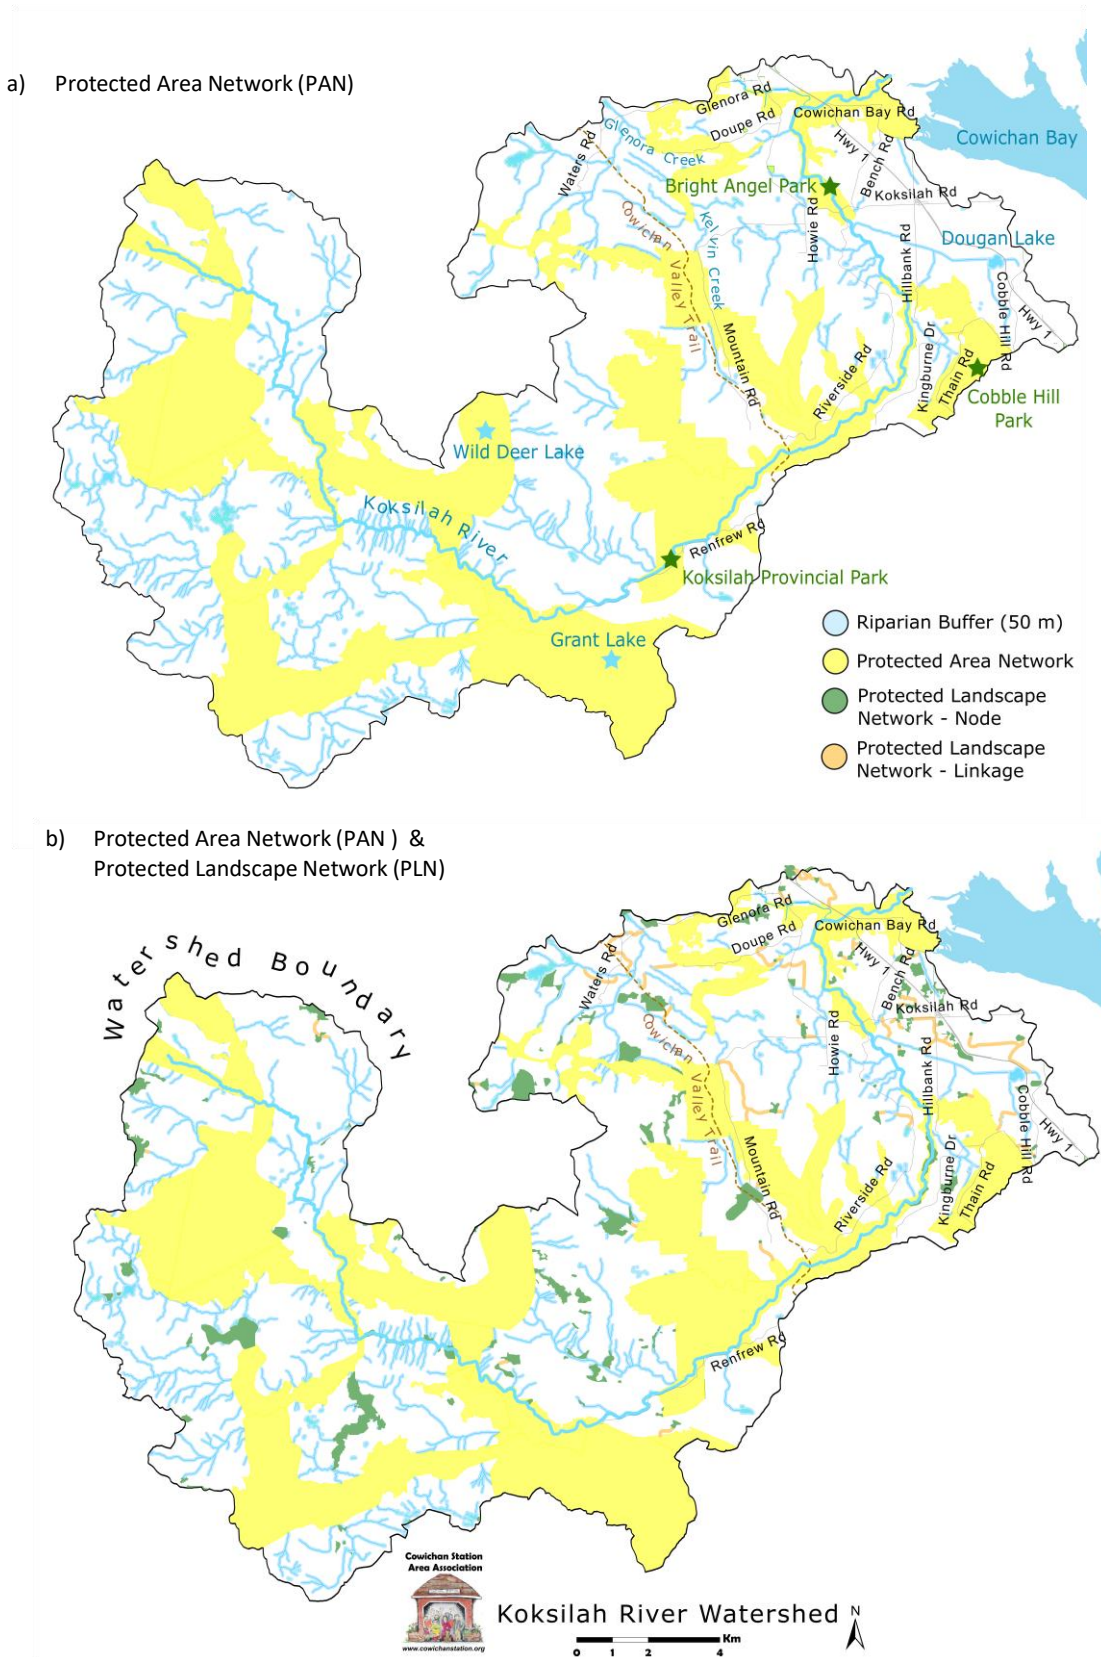 a) Protected Area Network (PAN)
Glenora Rd
Doupe Rd
Cowichan Bay Rd
Hwy 1
Bench Rd
Cowichan Bay
Glenora Creek
Waters Rd
Bright Angel Park
Koksilah Rd
Cowichan Valley Trail
Kelvin Creek
Howie Rd
Hillbank Rd
Dougan Lake
Cobble Hill Rd
Hwy 1
Mountain Rd
Riverside Rd
Kingburne Dr
Thain Rd
Cobble Hill
Park
Wild Deer Lake
Koksilah River
Renfrew Rd
Koksilah Provincial Park
Grant Lake
Riparian Buffer (50 m)
Protected Area Network
Protected Landscape
Network - Node
Protected Landscape
Network - Linkage
b) Protected Area Network (PAN ) &
Protected Landscape Network (PLN)
Watershed Boundary
Glenora Rd
Doupe Rd
Cowichan Bay Rd
Hwy 1
Bench Rd
Waters Rd
Koksilah Rd
Cowichan Valley Trail
Howie Rd
Hillbank Rd
Cobble Hill Rd
Hwy 1
Mountain Rd
Riverside Rd
Kingburne Dr
Thain Rd
Renfrew Rd
Cowichan Station
Area Association
www.cowichanstation.org
Koksilah River Watershed
N
Km
0 1 2 4